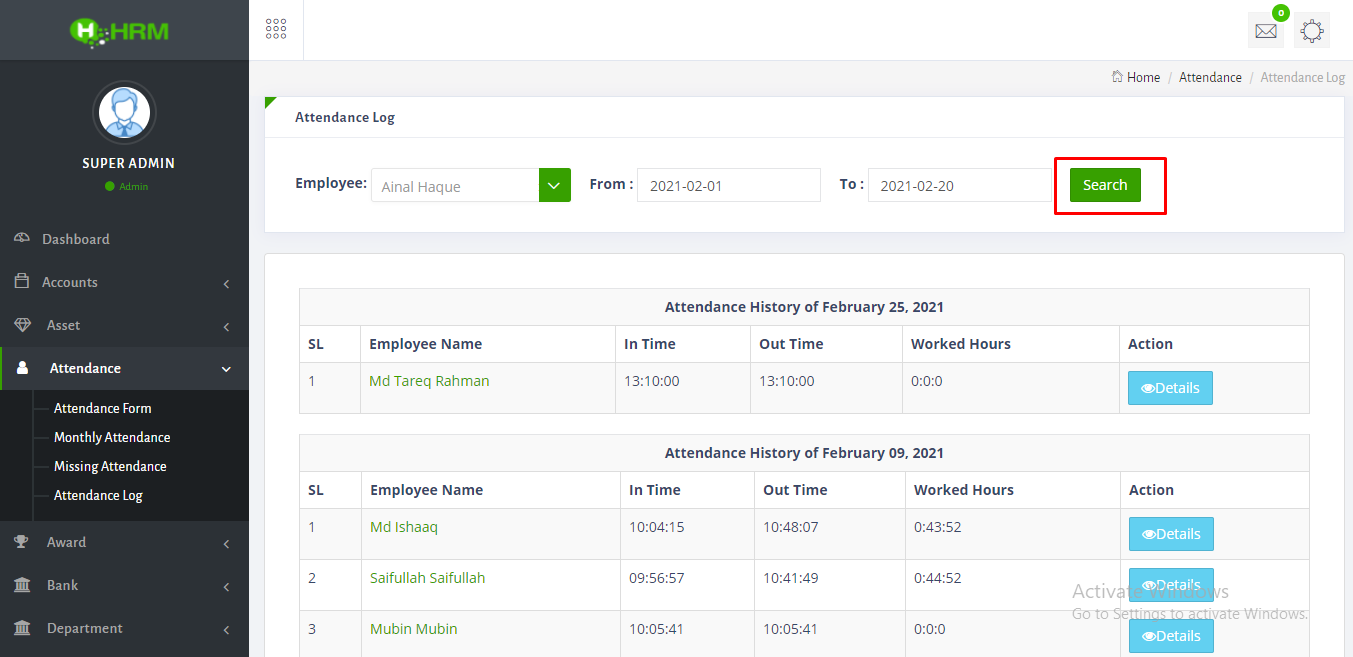 HRM
0
Home / Attendance / Attendance Log
SUPER ADMIN
Admin
Dashboard
Accounts
Asset
Attendance
Attendance Form
Monthly Attendance
Missing Attendance
Attendance Log
Award
Bank
Department
Attendance Log
Employee: Ainal Haque From : 2021-02-01 To : 2021-02-20 Search
Attendance History of February 25, 2021
SL Employee Name In Time Out Time Worked Hours Action
1 Md Tareq Rahman 13:10:00 13:10:00 0:0:0 Details
Attendance History of February 09, 2021
SL Employee Name In Time Out Time Worked Hours Action
1 Md Ishaaq 10:04:15 10:48:07 0:43:52 Details
2 Saifullah Saifullah 09:56:57 10:41:49 0:44:52 Details
3 Mubin Mubin 10:05:41 10:05:41 0:0:0 Details
Activate Windows
Go to Settings to activate Windows.